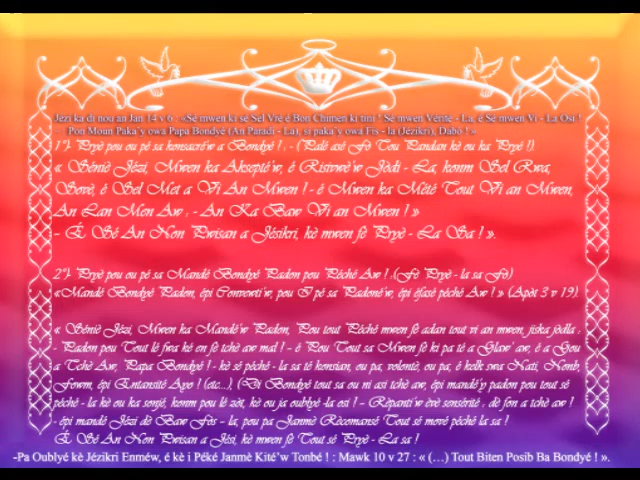 Jézi ka di nou an Jan 14 v 6 : «Sé mwen ki sé Sel Vré é Bon Chimen ki tini ! Sé mwen Vérité - La, é Sé mwen Vi - La Osi !
Pon Moun Paka'y owa Papa Bondyé (An Paradi - La), si paka'y owa Fis - la (Jézikri), Daho ! »
1°)- Pryè pou ou pé sa konsacré'w a Bondyé ! : - (Palé asé Fò Tou Pandan kè ou ka Pryé !).
« Séniè Jézi, Mwen ka Aksepté'w, é Risivwè'w Jòdi - La, konm Sel Rwa,
Sovè, é Sel Met a Vi An Mwen ! - é Mwen ka Mèté Tout Vi an Mwen,
An Lan Men Aw : - An Ka Baw Vi an Mwen ! »
- É Sé An Non Pwisan a Jésikri, kè mwen fè Pryè - La Sa ! ».
2°)- Pryè pou ou pé sa Mandé Bondyé Padon pou Péché Aw ! : (Fè Pryè - la sa Fò)
«Mandé Bondyé Padon, épi Convewti'w, pou I pé sa Padoné'w, épi éfasé péché Aw ! » (Apòt 3 v 19).
« Séniè Jézi, Mwen ka Mandé'w Padon, Pou tout Péché mwen fè adan tout vi an mwen, jiska jòdla :
- Padon pou Tout lè fwa kè en fè tchè aw mal ! - é Pou Tout sa Mwen fè ki pa té a Glaw' aw, é a Gou
a Tchè Aw, Papa Bondyé ! - kè sé péché - la sa té konsian, ou pa, volontè, ou pa, é kelk swa Nati, Nonb,
Fowm, épi Entansité Ayo ! (etc...), (Di Bondyé tout sa ou ni asi tchè aw, épi mandé'y padon pou tout sé
péché - la kè ou ka sonjé, konm pou lé zèt, kè ou ja oublyé -la osi ! - Répanti'w èvè sensérité : dè fon a tchè aw !
- épi mandé Jézi dè Baw Fòs - la, pou pa Janmè Rècomansé Tout sé movè péchè la sa !
É Sé An Non Pwisan a Jési, kè mwen fè Tout sé Pryè - La sa !
-Pa Oublyé kè Jézikri Enméw, é kè i Péké Janmè Kité'w Tonbé ! : Mawk 10 v 27 : « (…) Tout Biten Posib Ba Bondyé ! ».